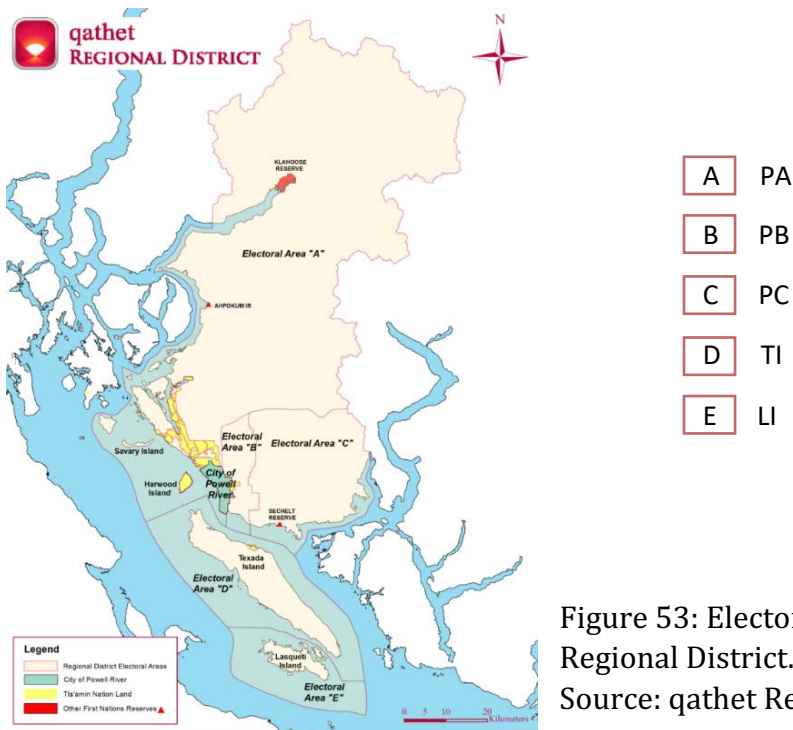 qathet
REGIONAL DISTRICT
N
KLAHOOSE
RESERVE
Electoral Area "A"
AHPOKUM IR
Electoral
Area "B"
Electoral Area "C"
Savary Island
City of
Powell
River
Harwood
Island
SECHELT
RESERVE
Texada
Island
Electoral
Area "D"
Lasqueti
Island
Electoral
Area "E"
Legend
Regional District Electoral Areas
City of Powell River
Tla'amin Nation Land
Other First Nations Reserves
0 5 10 20
Kilometers
A PA
B PB
C PC
D TI
E LI
Figure 53: Elector
Regional District.
Source: qathet Re